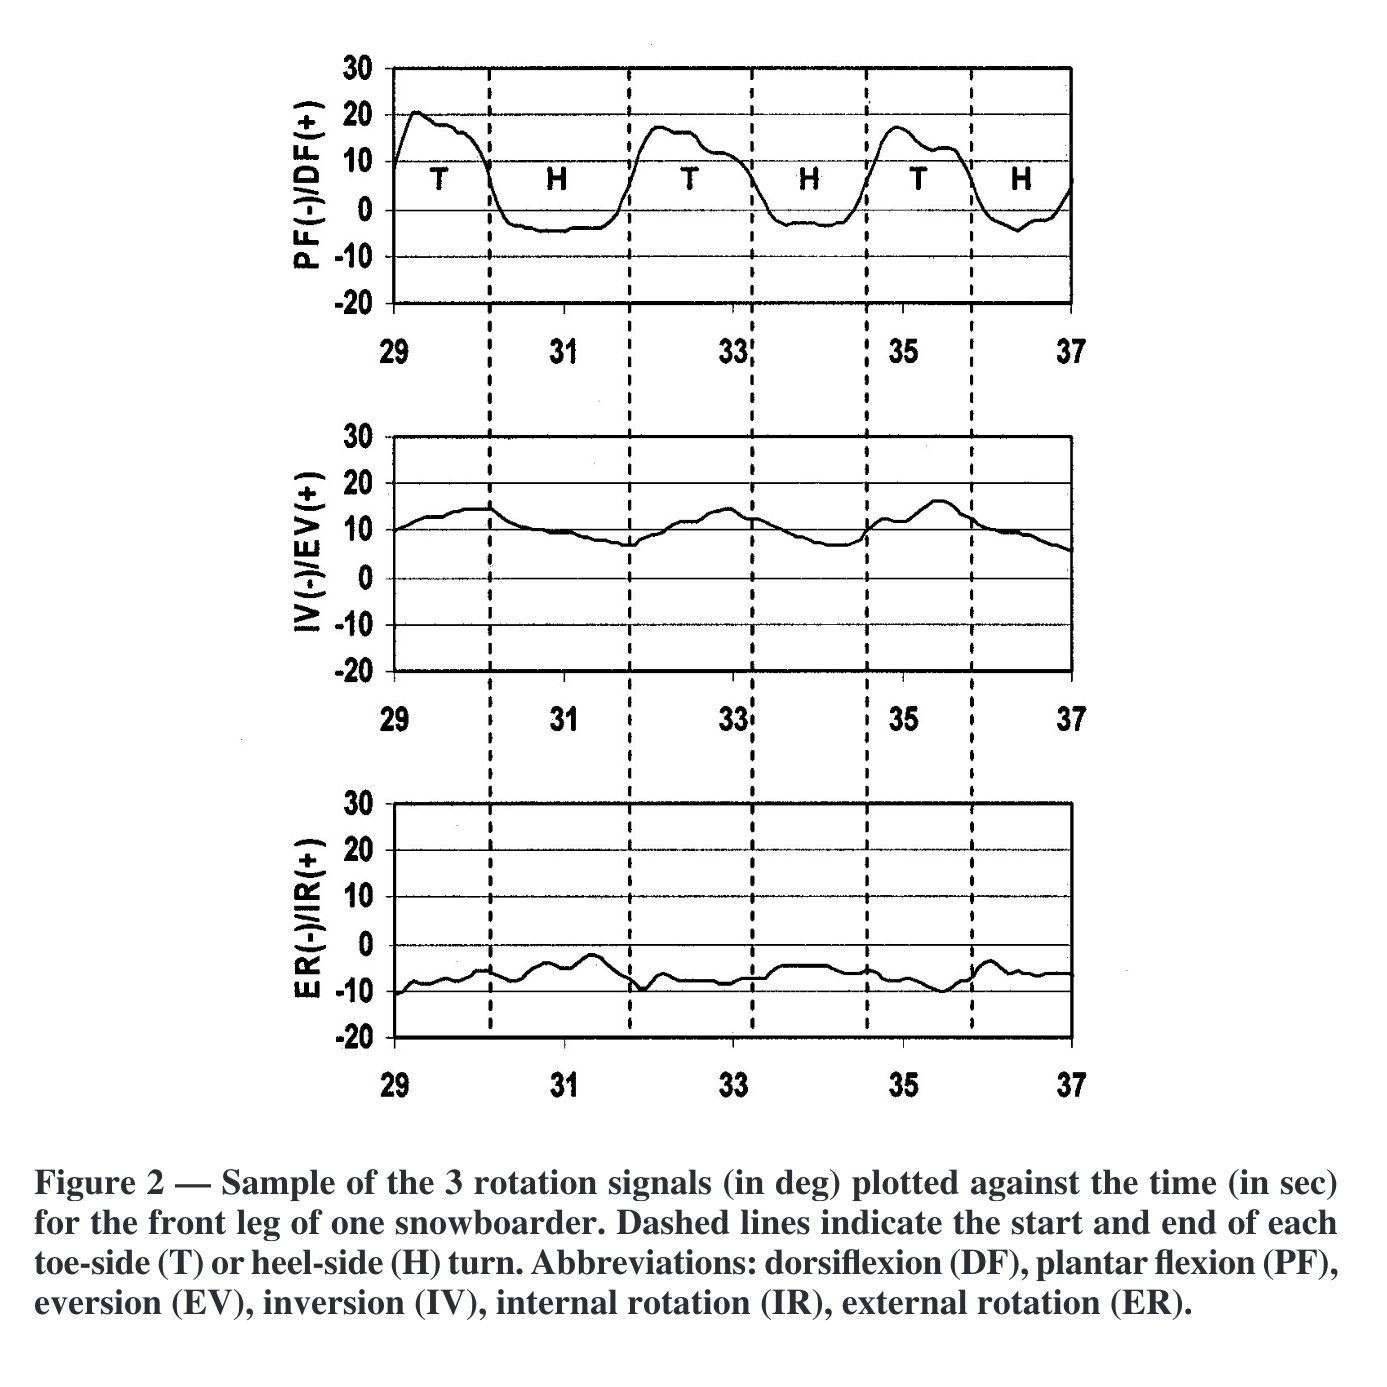 PF(-)/DF(+)
30
20
10
0
-10
-20
T H T H T H
29 31 33 35 37
IV(-)/EV(+)
30
20
10
0
-10
-20
29 31 33 35 37
ER(-)/IR(+)
30
20
10
0
-10
-20
29 31 33 35 37
Figure 2 — Sample of the 3 rotation signals (in deg) plotted against the time (in sec)
for the front leg of one snowboarder. Dashed lines indicate the start and end of each
toe-side (T) or heel-side (H) turn. Abbreviations: dorsiflexion (DF), plantar flexion (PF),
eversion (EV), inversion (IV), internal rotation (IR), external rotation (ER).